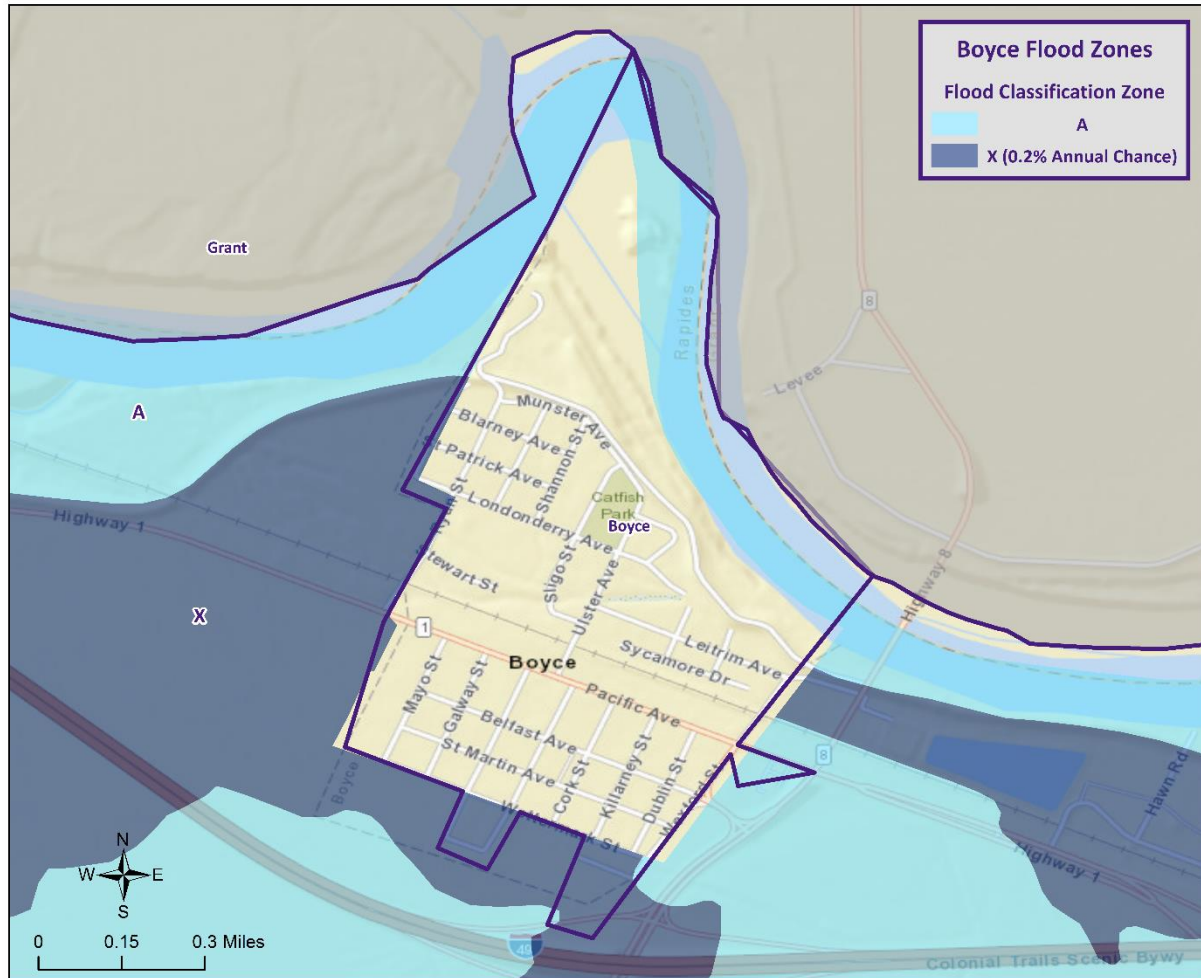 Boyce Flood Zones
Flood Classification Zone
A
X (0.2% Annual Chance)
Grant
8
Rapides
Levee
Munster Ave
Blarney Ave
St Patrick Ave
Shannon St
Catfish
Park
Boyce
A
Londonderry Ave
Ryan St
Highway 1
Stewart St
Sligo St
Ulster Ave
Highway 8
X
1
Boyce
Leitrim Ave
Sycamore Dr
Mayo St
Galway St
Pacific Ave
Belfast Ave
8
St Martin Ave
Cork St
Killarney St
Dublin St
Wexford St
Hawn Rd
Boyce
Highway 1
N
W E
S
0 0.15 0.3 Miles
49
Colonial Trails Scenic Bywy